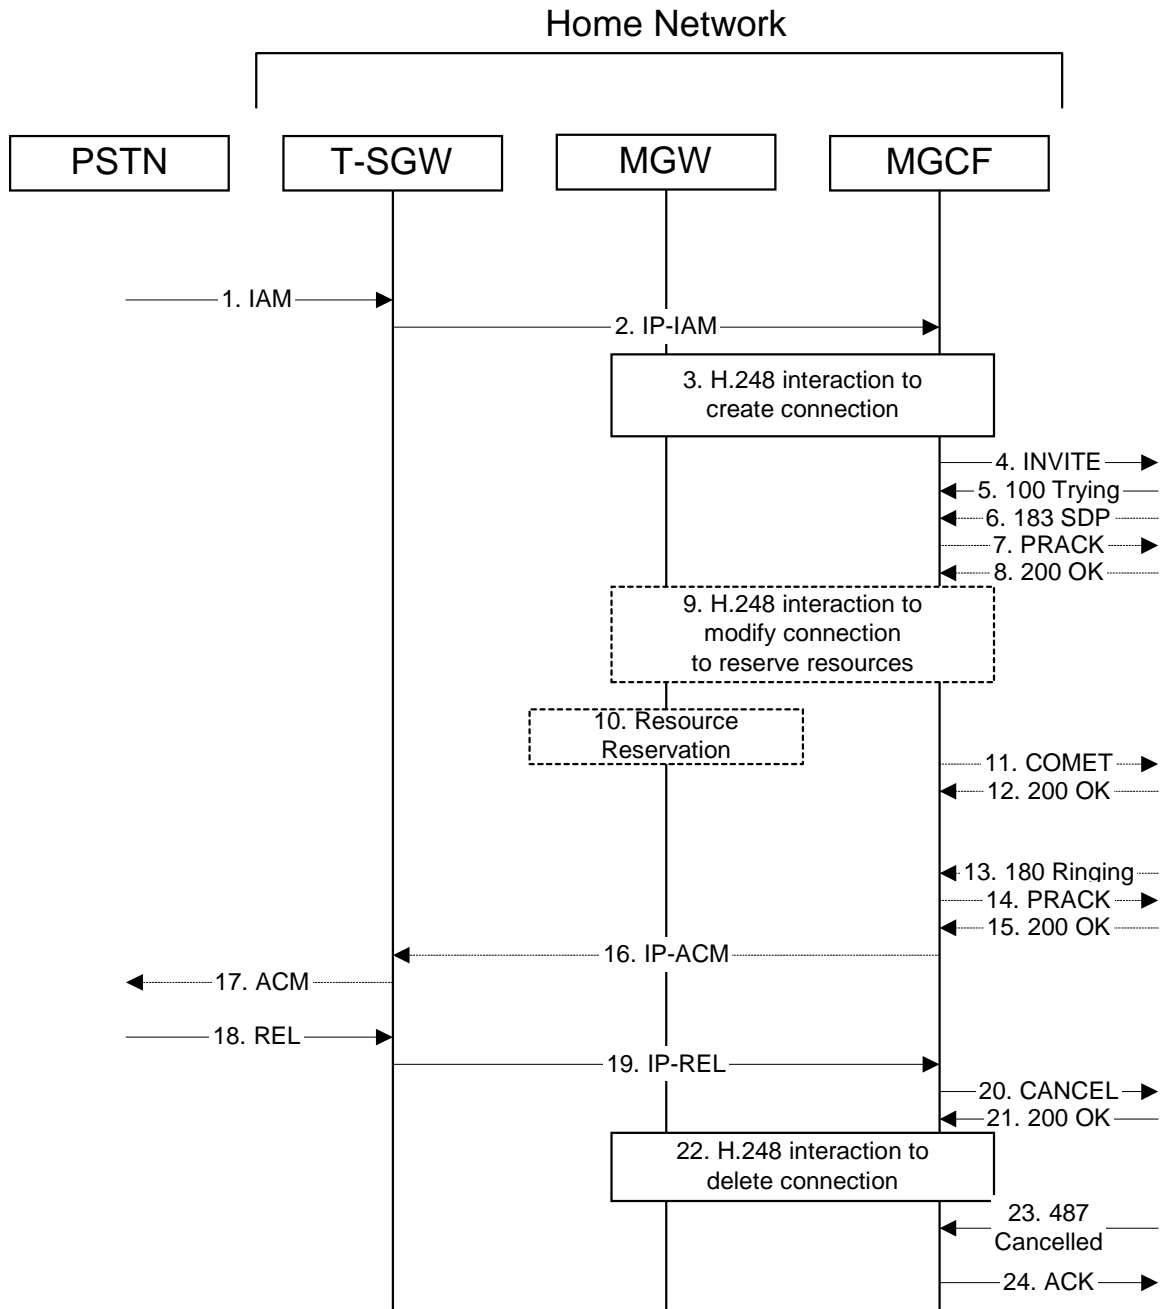 Home Network
PSTN
T-SGW
MGW
MGCF
1. IAM
2. IP-IAM
3. H.248 interaction to
create connection
4. INVITE
5. 100 Trying
6. 183 SDP
7. PRACK
8. 200 OK
9. H.248 interaction to
modify connection
to reserve resources
10. Resource
Reservation
11. COMET
12. 200 OK
13. 180 Ringing
14. PRACK
15. 200 OK
16. IP-ACM
17. ACM
18. REL
19. IP-REL
20. CANCEL
21. 200 OK
22. H.248 interaction to
delete connection
23. 487
Cancelled
24. ACK